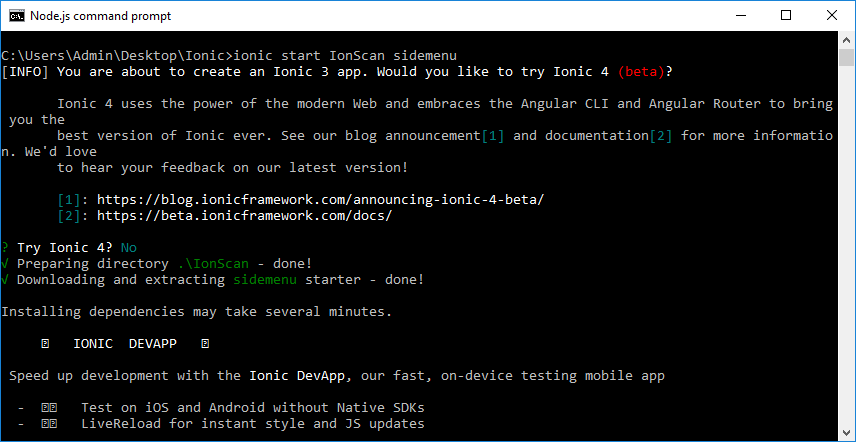 Node.js command prompt
C:\Users\Admin\Desktop\Ionic>ionic start IonScan sidemenu
[INFO] You are about to create an Ionic 3 app. Would you like to try Ionic 4 (beta)?
Ionic 4 uses the power of the modern Web and embraces the Angular CLI and Angular Router to bring
you the
best version of Ionic ever. See our blog announcement[1] and documentation[2] for more informatio
n. We'd love
to hear your feedback on our latest version!
[1]: https://blog.ionicframework.com/announcing-ionic-4-beta/
[2]: https://beta.ionicframework.com/docs/
? Try Ionic 4? No
√ Preparing directory .\IonScan - done!
√ Downloading and extracting sidemenu starter - done!
Installing dependencies may take several minutes.
IONIC DEVAPP
Speed up development with the Ionic DevApp, our fast, on-device testing mobile app
- Test on iOS and Android without Native SDKs
- LiveReload for instant style and JS updates